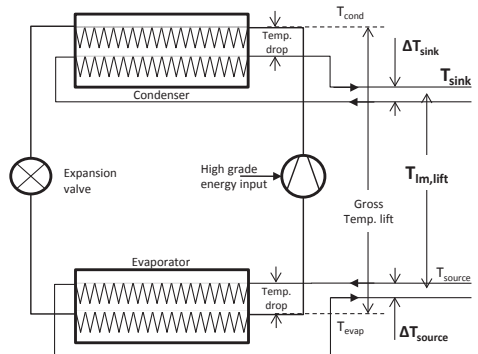 T_cond
Temp.
drop
ΔT_sink
T_sink
Condenser
Expansion
valve
High grade
energy input
T_lm,lift
Gross
Temp. lift
Evaporator
Temp.
drop
T_source
T_evap
ΔT_source